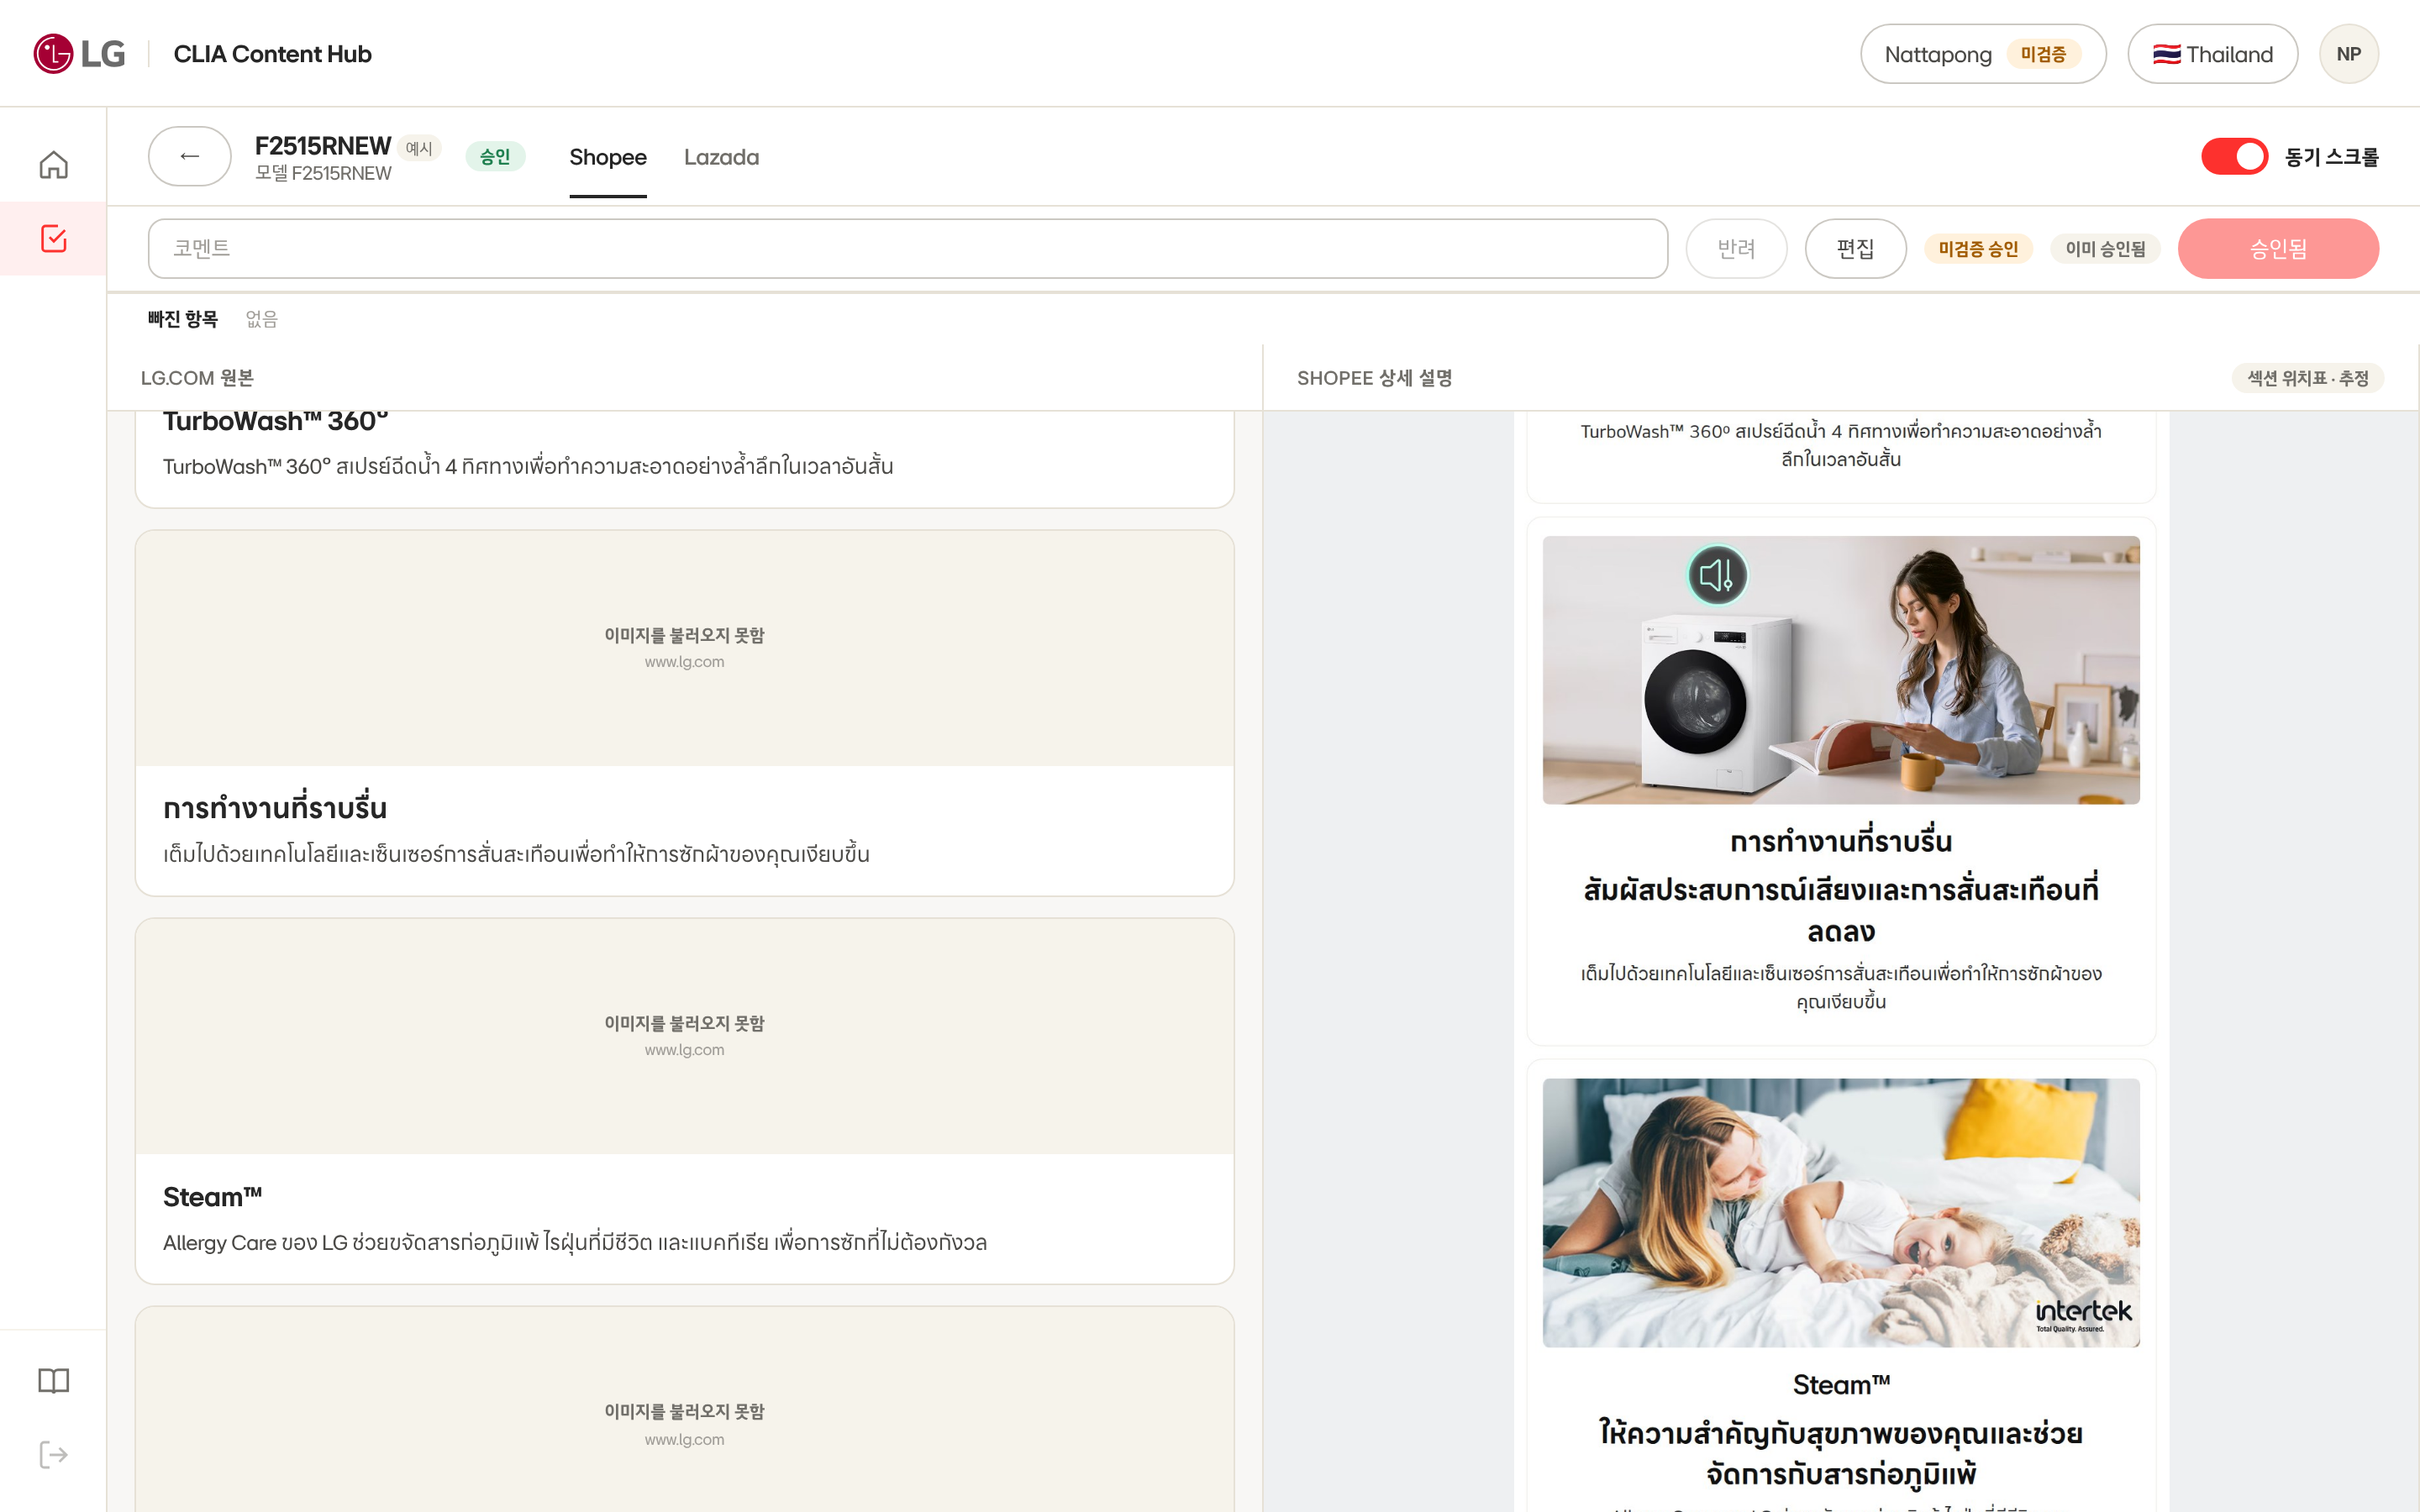 LG
CLIA Content Hub
Nattapong 미검증
Thailand
NP
←
F2515RNEW 예시
모델 F2515RNEW
승인
Shopee
Lazada
동기 스크롤
코멘트
반려
편집
미검증 승인
이미 승인됨
승인됨
빠진 항목 없음
LG.COM 원본
TurboWash™ 360°
TurboWash™ 360° สเปรย์ฉีดน้ำ 4 ทิศทางเพื่อทำความสะอาดอย่างล้ำลึกในเวลาอันสั้น
이미지를 불러오지 못함
www.lg.com
การทำงานที่ราบรื่น
เต็มไปด้วยเทคโนโลยีและเซ็นเซอร์การสั่นสะเทือนเพื่อทำให้การซักผ้าของคุณเงียบขึ้น
이미지를 불러오지 못함
www.lg.com
Steam™
Allergy Care ของ LG ช่วยขจัดสารก่อภูมิแพ้ ไรฝุ่นที่มีชีวิต และแบคทีเรีย เพื่อการซักที่ไม่ต้องกังวล
이미지를 불러오지 못함
www.lg.com
SHOPEE 상세 설명
섹션 위치표 · 추정
TurboWash™ 360º สเปรย์ฉีดน้ำ 4 ทิศทางเพื่อทำความสะอาดอย่างล้ำ
ลึกในเวลาอันสั้น
การทำงานที่ราบรื่น
สัมผัสประสบการณ์เสียงและการสั่นสะเทือนที่
ลดลง
เต็มไปด้วยเทคโนโลยีและเซ็นเซอร์การสั่นสะเทือนเพื่อทำให้การซักผ้าของ
คุณเงียบขึ้น
intertek
Total Quality. Assured.
Steam™
ให้ความสำคัญกับสุขภาพของคุณและช่วย
จัดการกับสารก่อภูมิแพ้